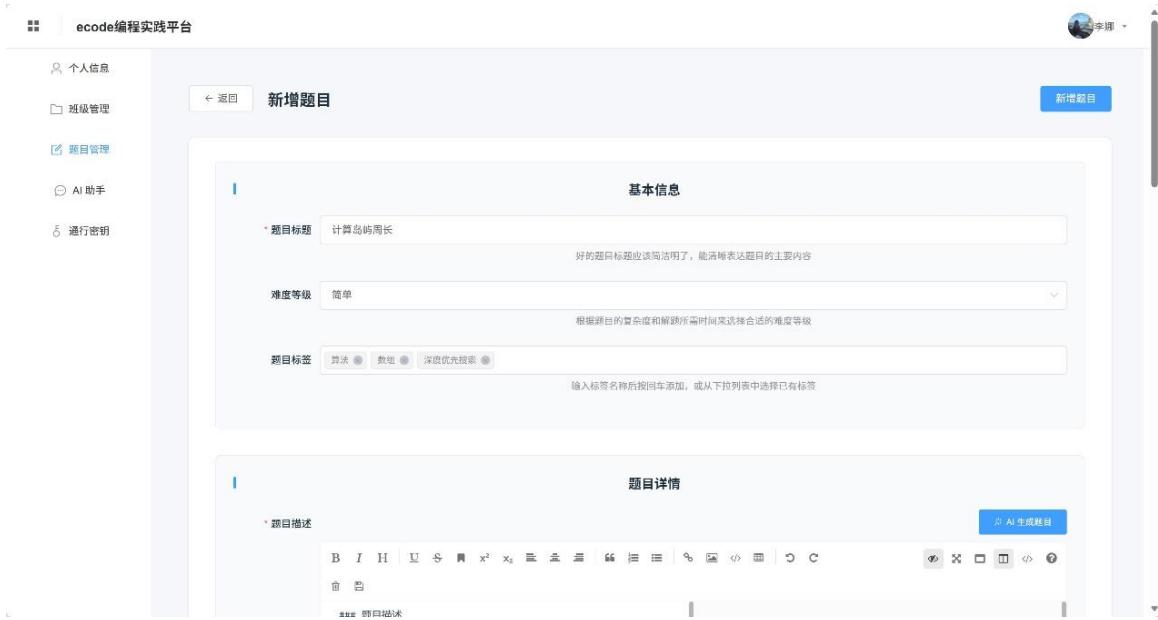 ecode编程实践平台
李娜
个人信息
班级管理
题目管理
AI 助手
通行密钥
← 返回
新增题目
新增题目
基本信息
* 题目标题
计算岛屿周长
好的题目标题应该简洁明了，能清晰表达题目的主要内容
难度等级
简单
根据题目的复杂度和解题所需时间来选择合适的难度等级
题目标签
算法
数组
深度优先搜索
输入标签名称后按回车添加，或从下拉列表中选择已有标签
题目详情
* 题目描述
AI 生成题目
### 题目描述